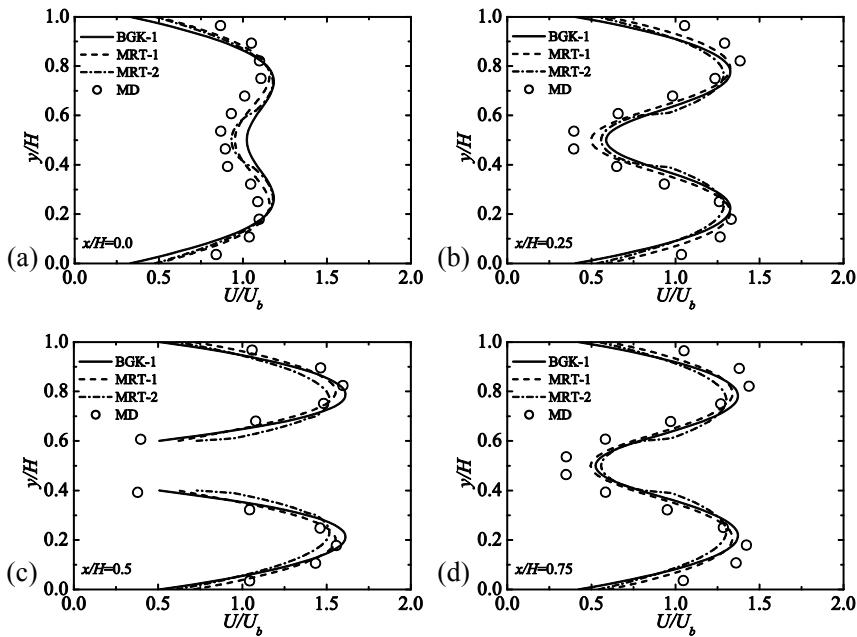 1.0
0.8
0.6
0.4
0.2
0.0
y/H
BGK-1
MRT-1
MRT-2
MD
x/H=0.0
(a)
0.0 0.5 1.0 1.5 2.0
U/U_b
1.0
0.8
0.6
0.4
0.2
0.0
y/H
BGK-1
MRT-1
MRT-2
MD
x/H=0.25
(b)
0.0 0.5 1.0 1.5 2.0
U/U_b
1.0
0.8
0.6
0.4
0.2
0.0
y/H
BGK-1
MRT-1
MRT-2
MD
x/H=0.5
(c)
0.0 0.5 1.0 1.5 2.0
U/U_b
1.0
0.8
0.6
0.4
0.2
0.0
y/H
BGK-1
MRT-1
MRT-2
MD
x/H=0.75
(d)
0.0 0.5 1.0 1.5 2.0
U/U_b